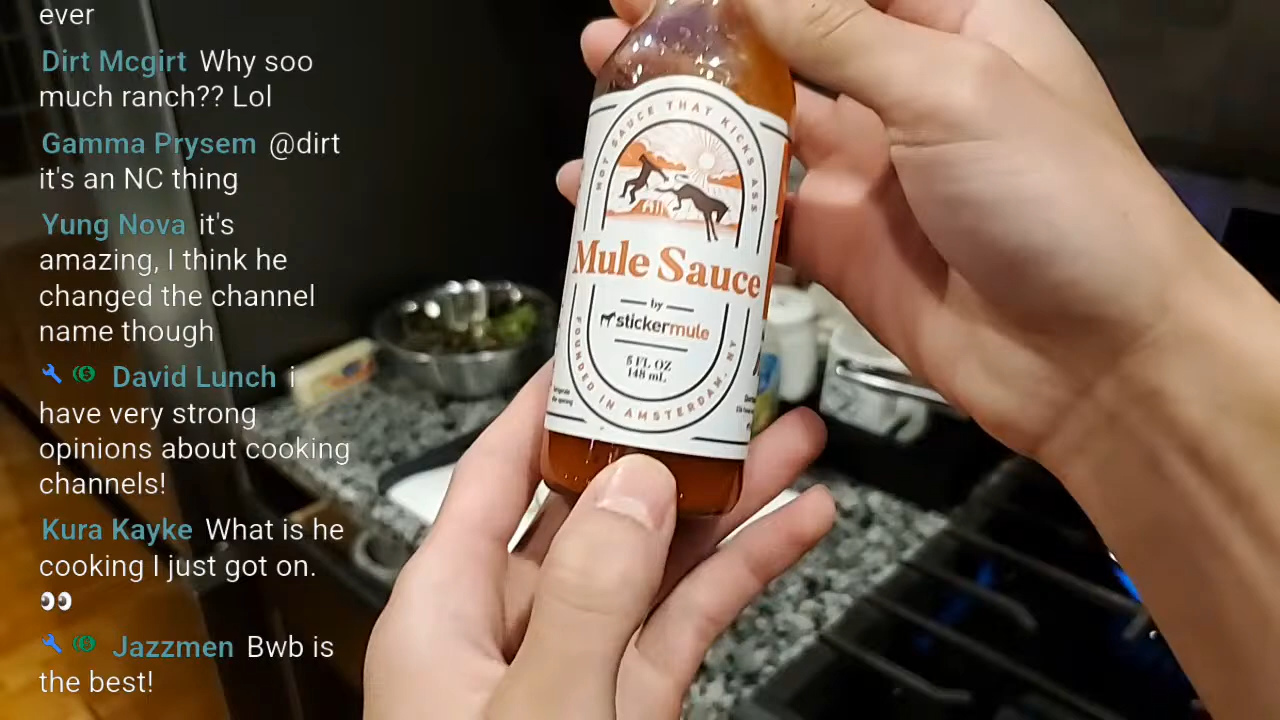 ever
Dirt Mcgirt Why soo
much ranch?? Lol
Gamma Prysem @dirt
it's an NC thing
Yung Nova it's
amazing, I think he
changed the channel
name though
David Lunch i
have very strong
opinions about cooking
channels!
Kura Kayke What is he
cooking I just got on.
👀
Jazzmen Bwb is
the best!
HOT SAUCE THAT KICKS ASS
Mule Sauce
by
stickermule
5 FL OZ
148 mL
FOUNDED IN AMSTERDAM, NY